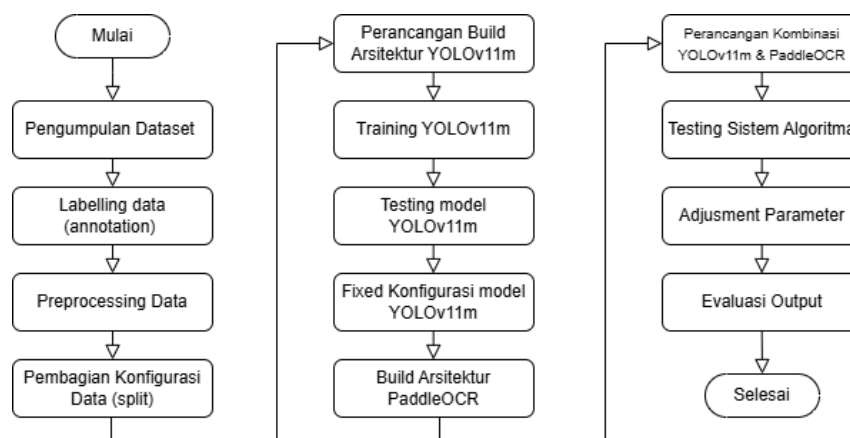 Mulai
Pengumpulan Dataset
Labelling data
(annotation)
Preprocessing Data
Pembagian Konfigurasi
Data (split)
Perancangan Build
Arsitektur YOLOv11m
Training YOLOv11m
Testing model
YOLOv11m
Fixed Konfigurasi model
YOLOv11m
Build Arsitektur
PaddleOCR
Perancangan Kombinasi
YOLOv11m & PaddleOCR
Testing Sistem Algoritma
Adjusment Parameter
Evaluasi Output
Selesai